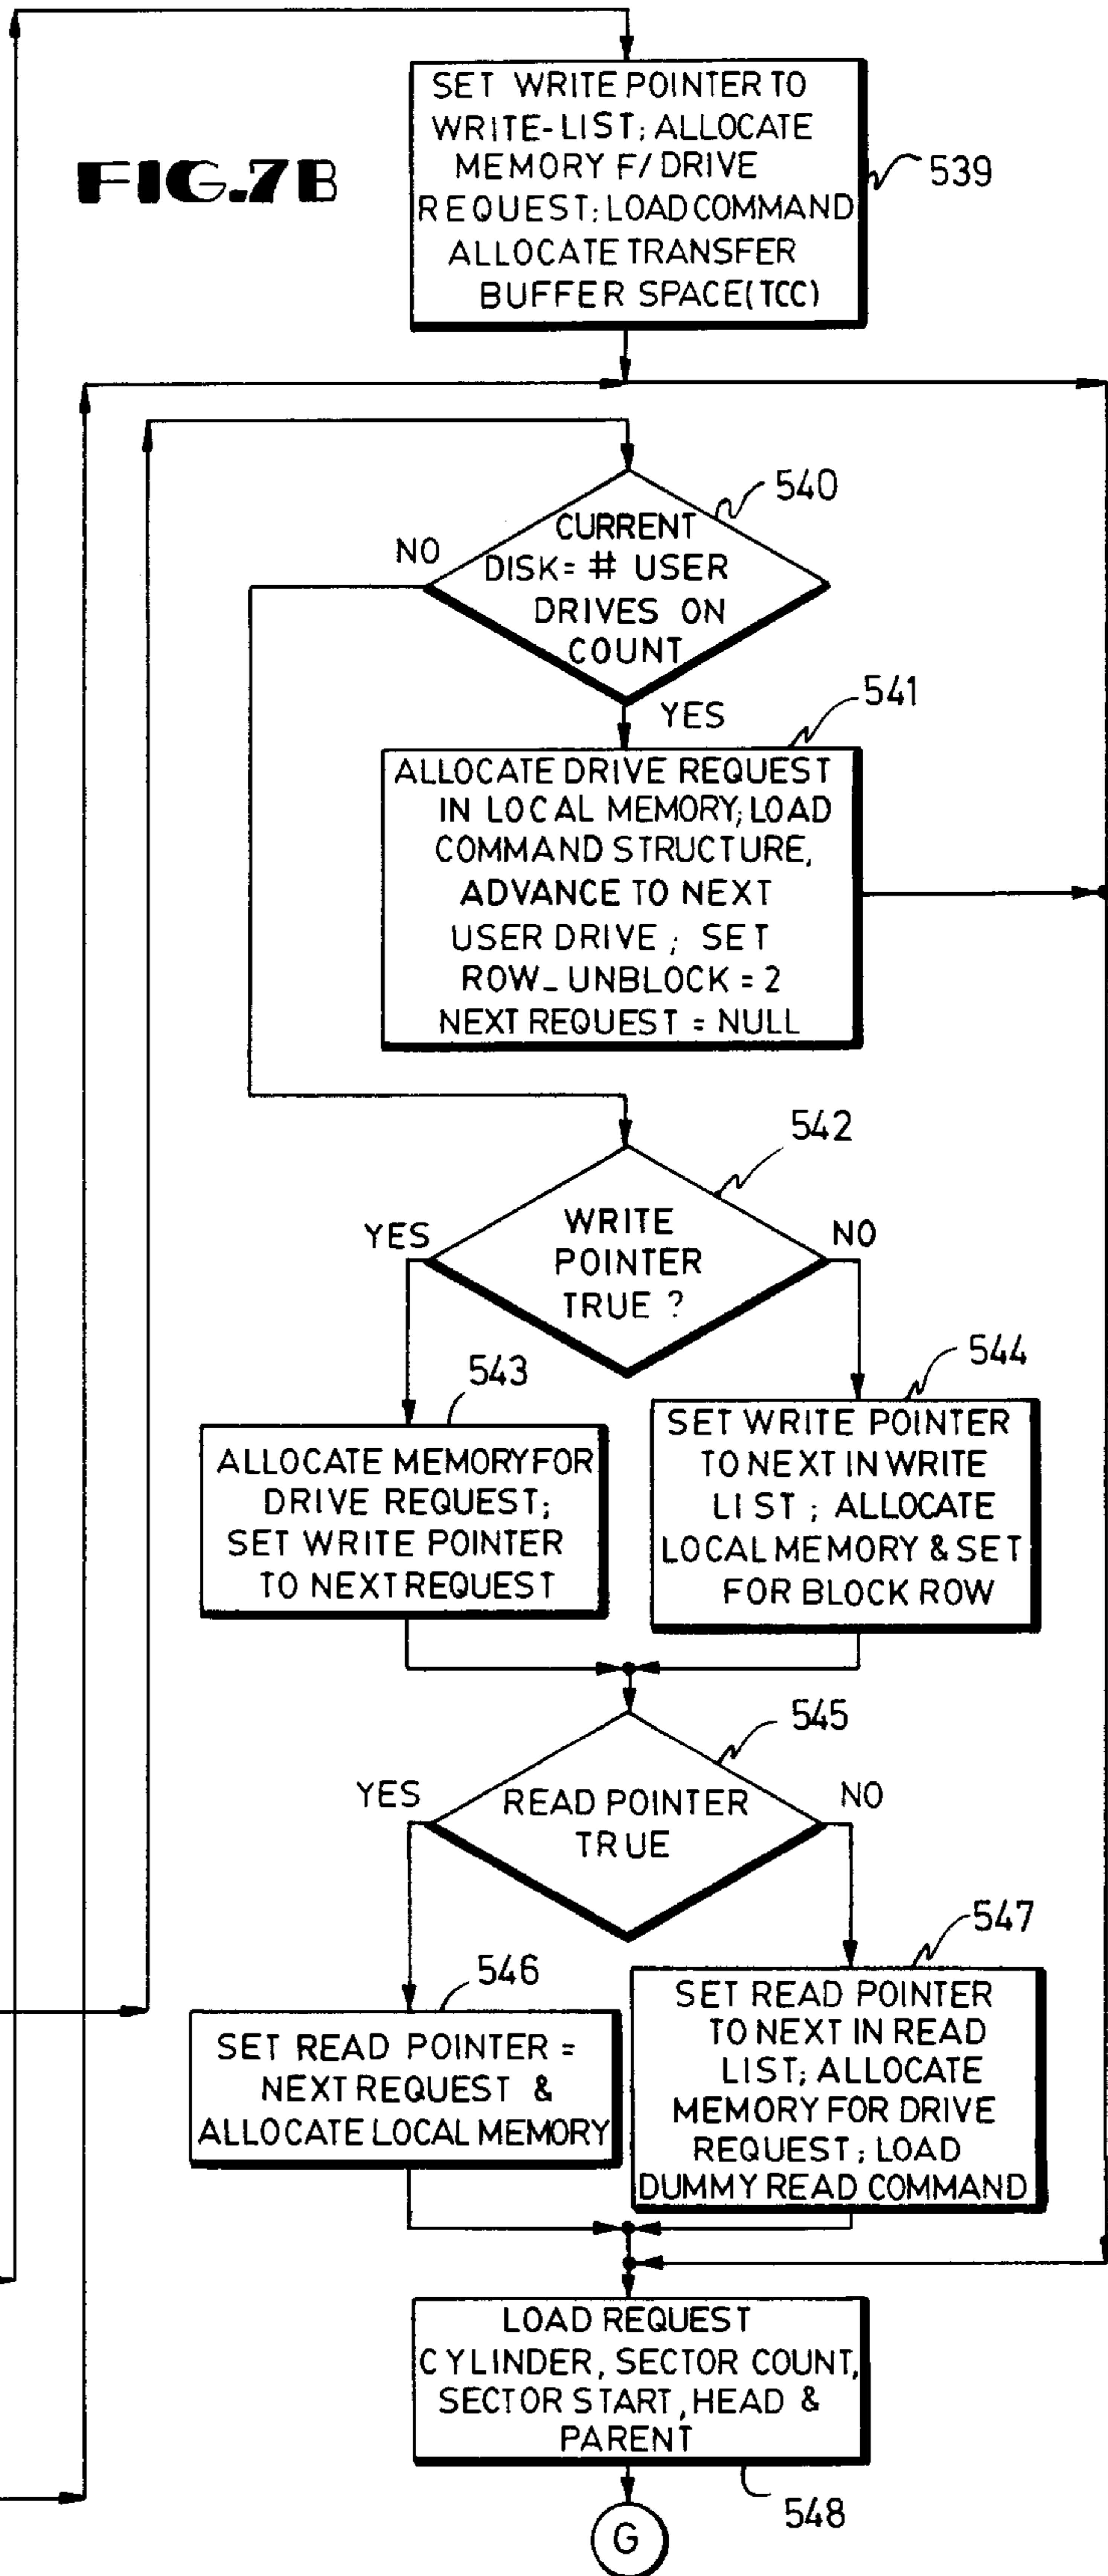 FIG.7B
SET WRITE POINTER TO
WRITE-LIST; ALLOCATE
MEMORY F/ DRIVE
REQUEST; LOAD COMMAND
ALLOCATE TRANSFER
BUFFER SPACE(TCC)
539
540
CURRENT
DISK= # USER
DRIVES ON
COUNT
NO
YES
541
ALLOCATE DRIVE REQUEST
IN LOCAL MEMORY; LOAD
COMMAND STRUCTURE,
ADVANCE TO NEXT
USER DRIVE ; SET
ROW_UNBLOCK = 2
NEXT REQUEST = NULL
542
WRITE
POINTER
TRUE ?
YES
NO
543
ALLOCATE MEMORY FOR
DRIVE REQUEST;
SET WRITE POINTER
TO NEXT REQUEST
544
SET WRITE POINTER
TO NEXT IN WRITE
LIST ; ALLOCATE
LOCAL MEMORY & SET
FOR BLOCK ROW
545
READ POINTER
TRUE
YES
NO
546
SET READ POINTER =
NEXT REQUEST &
ALLOCATE LOCAL MEMORY
547
SET READ POINTER
TO NEXT IN READ
LIST; ALLOCATE
MEMORY FOR DRIVE
REQUEST ; LOAD
DUMMY READ COMMAND
LOAD REQUEST
CYLINDER, SECTOR COUNT,
SECTOR START, HEAD &
PARENT
548
G